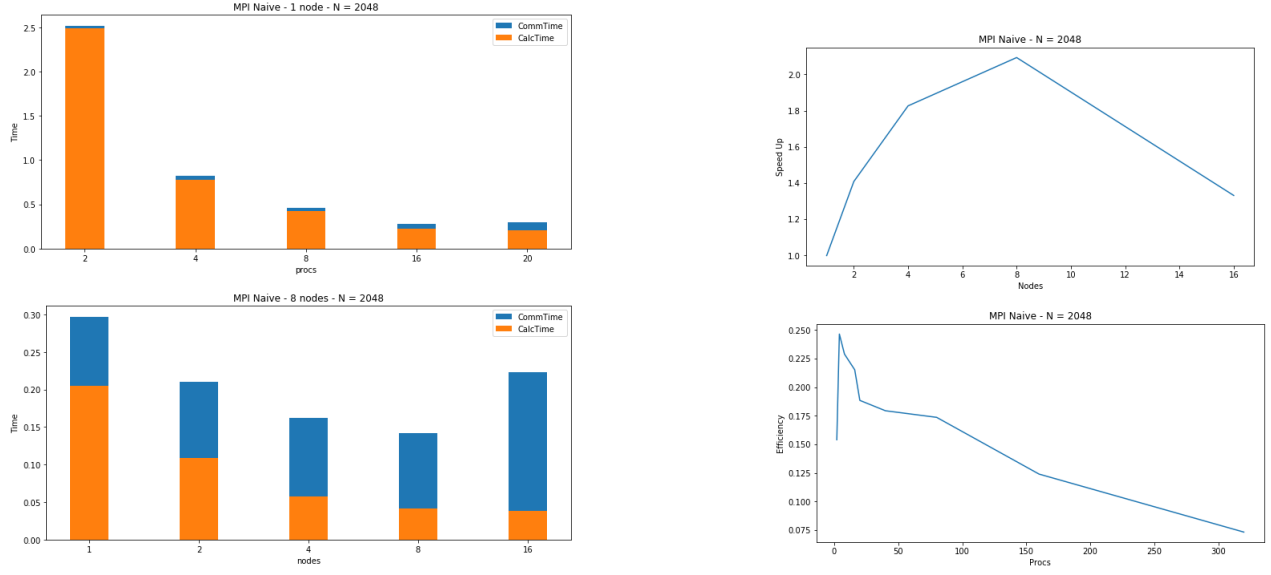 MPI Naive - 1 node - N = 2048
CommTime
CalcTime
Time
2.5
2.0
1.5
1.0
0.5
0.0
2 4 8 16 20
procs
MPI Naive - N = 2048
Speed Up
2.0
1.8
1.6
1.4
1.2
1.0
2 4 6 8 10 12 14 16
Nodes
MPI Naive - 8 nodes - N = 2048
CommTime
CalcTime
Time
0.30
0.25
0.20
0.15
0.10
0.05
0.00
1 2 4 8 16
nodes
MPI Naive - N = 2048
Efficiency
0.250
0.225
0.200
0.175
0.150
0.125
0.100
0.075
0 50 100 150 200 250 300
Procs